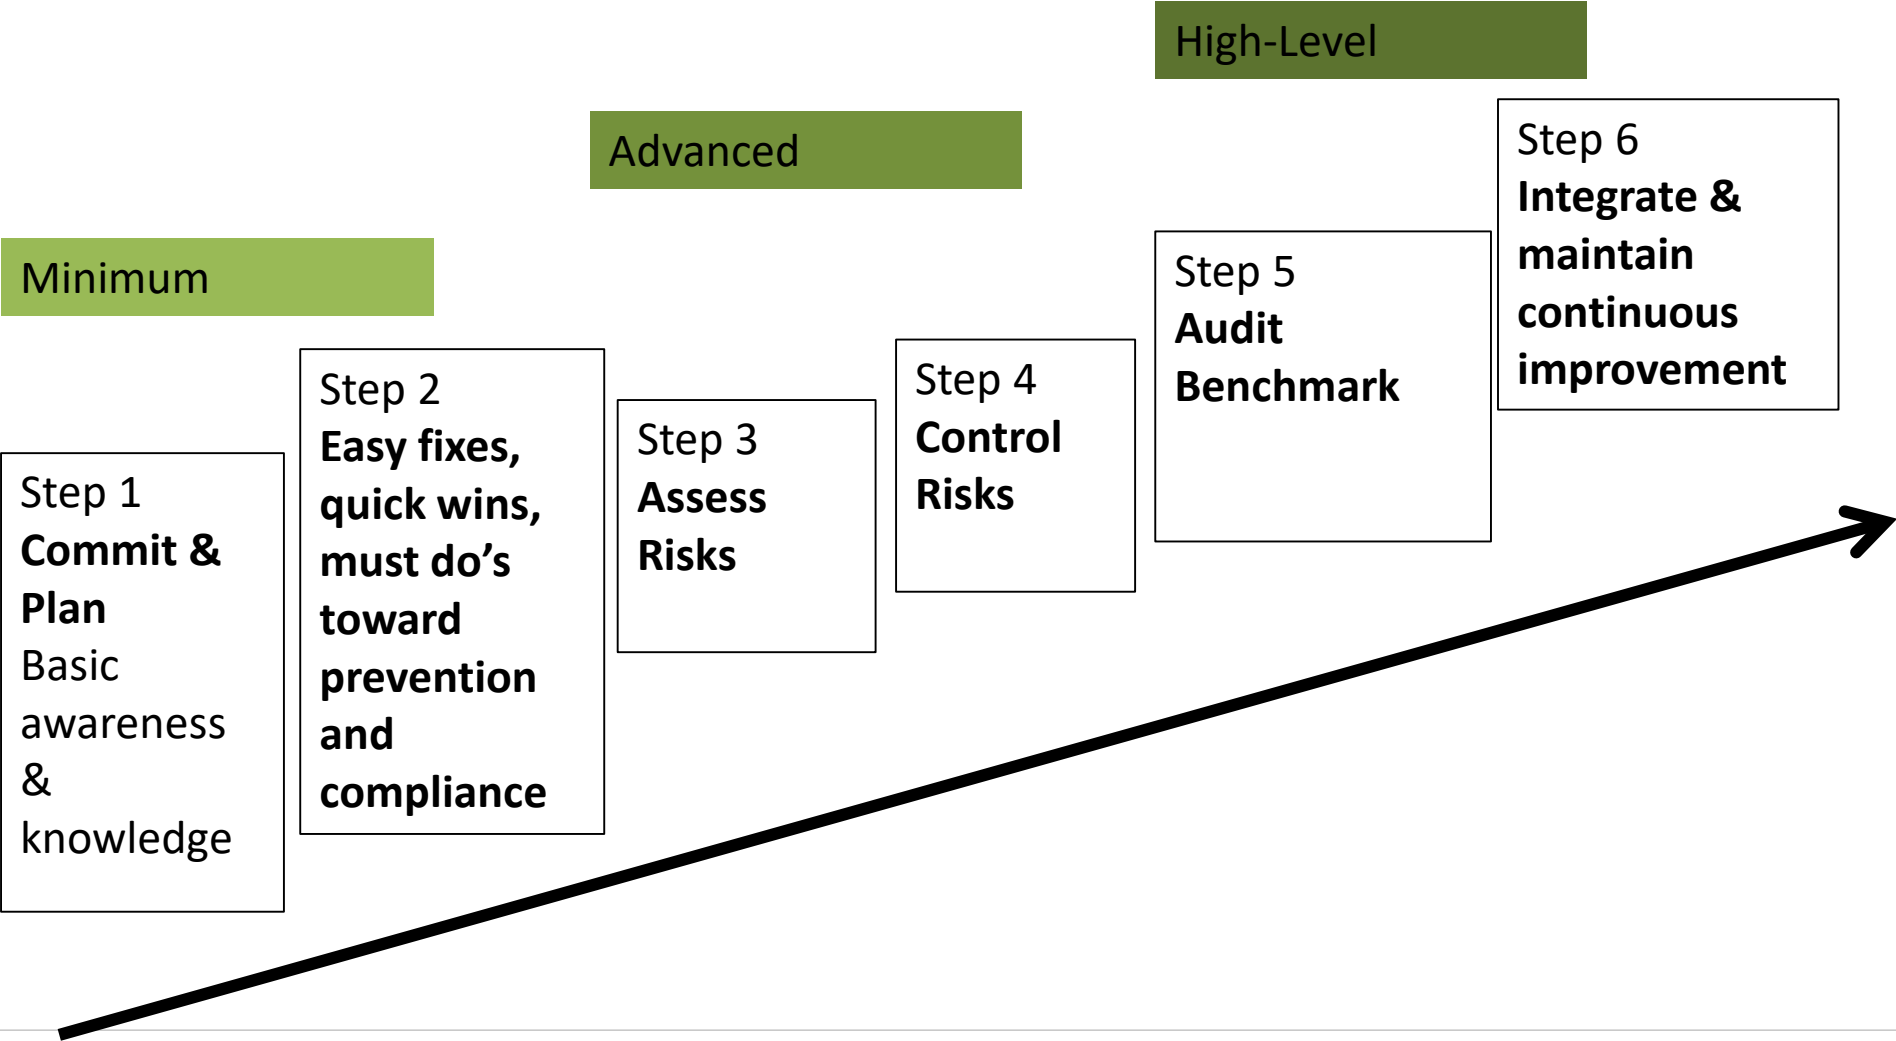 High-Level
Advanced
Minimum
Step 1
Commit &
Plan
Basic
awareness
&
knowledge
Step 2
Easy fixes,
quick wins,
must do’s
toward
prevention
and
compliance
Step 3
Assess
Risks
Step 4
Control
Risks
Step 5
Audit
Benchmark
Step 6
Integrate &
maintain
continuous
improvement